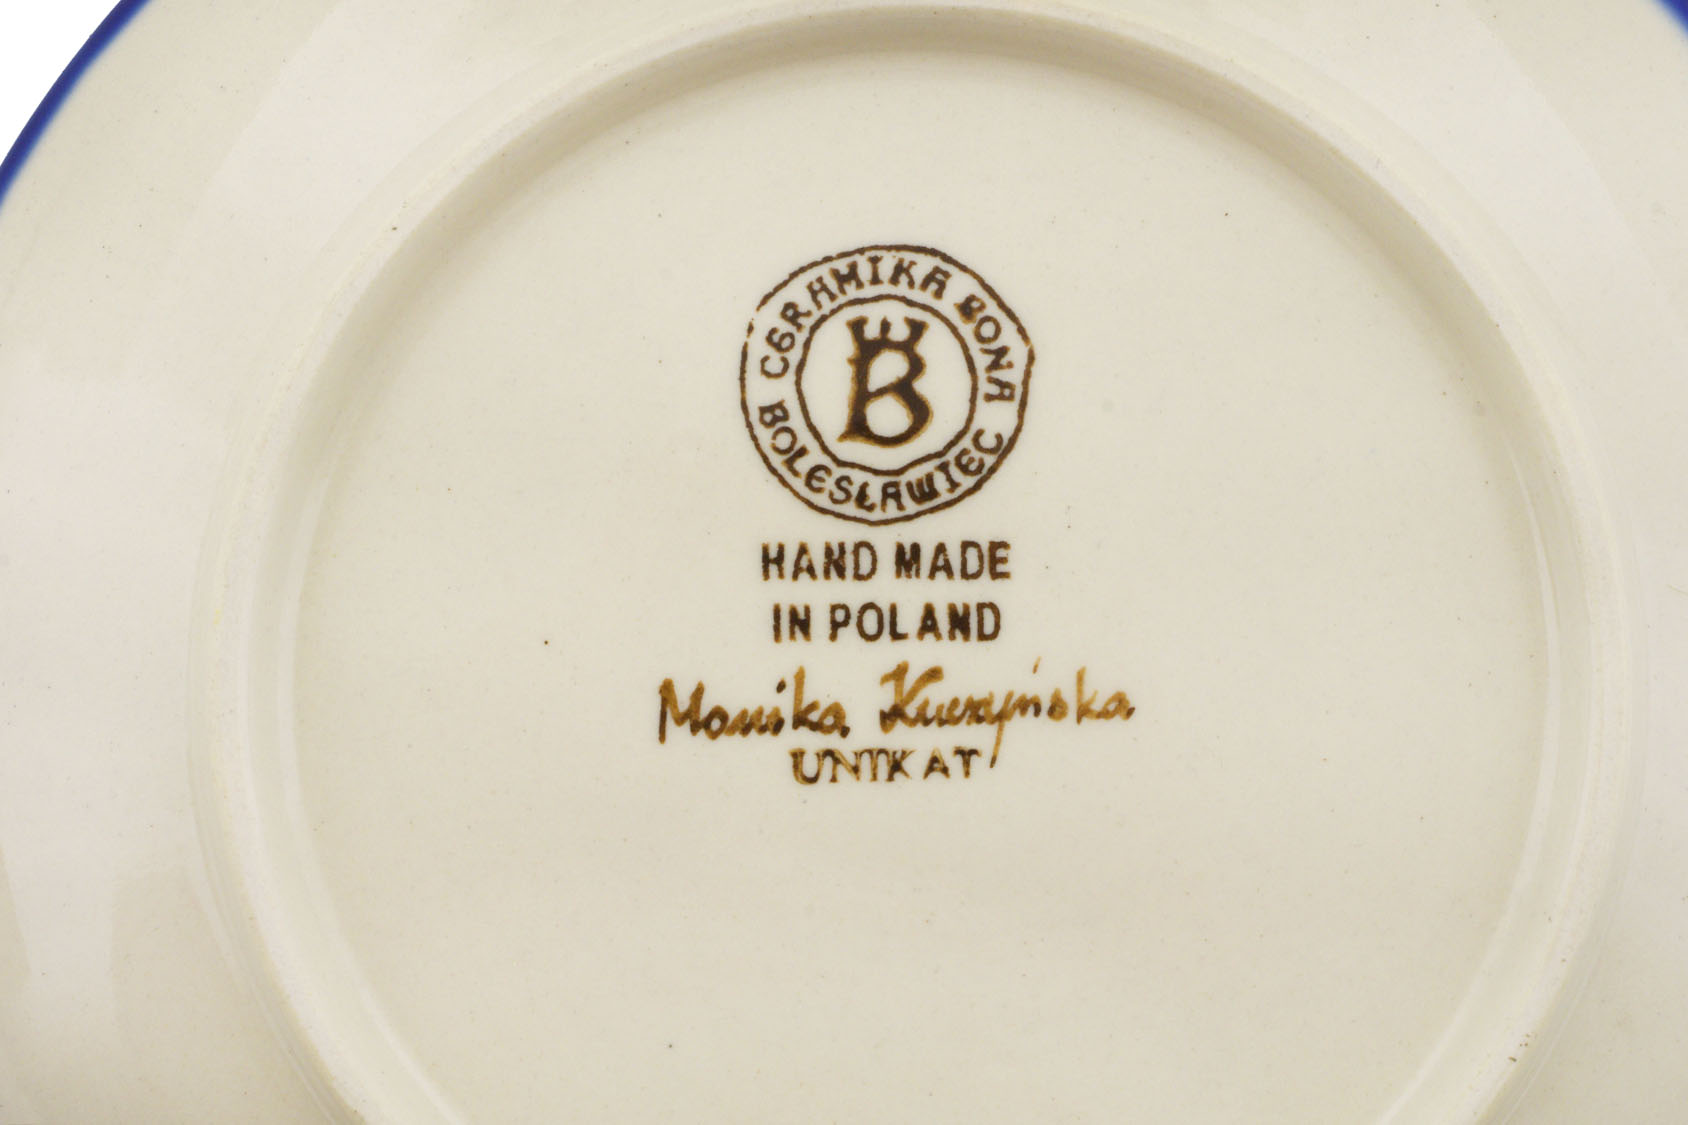 CERAMIKA BONA
BOLESŁAWIEC
B
HAND MADE
IN POLAND
Monika Kuczyńska
UNIKAT